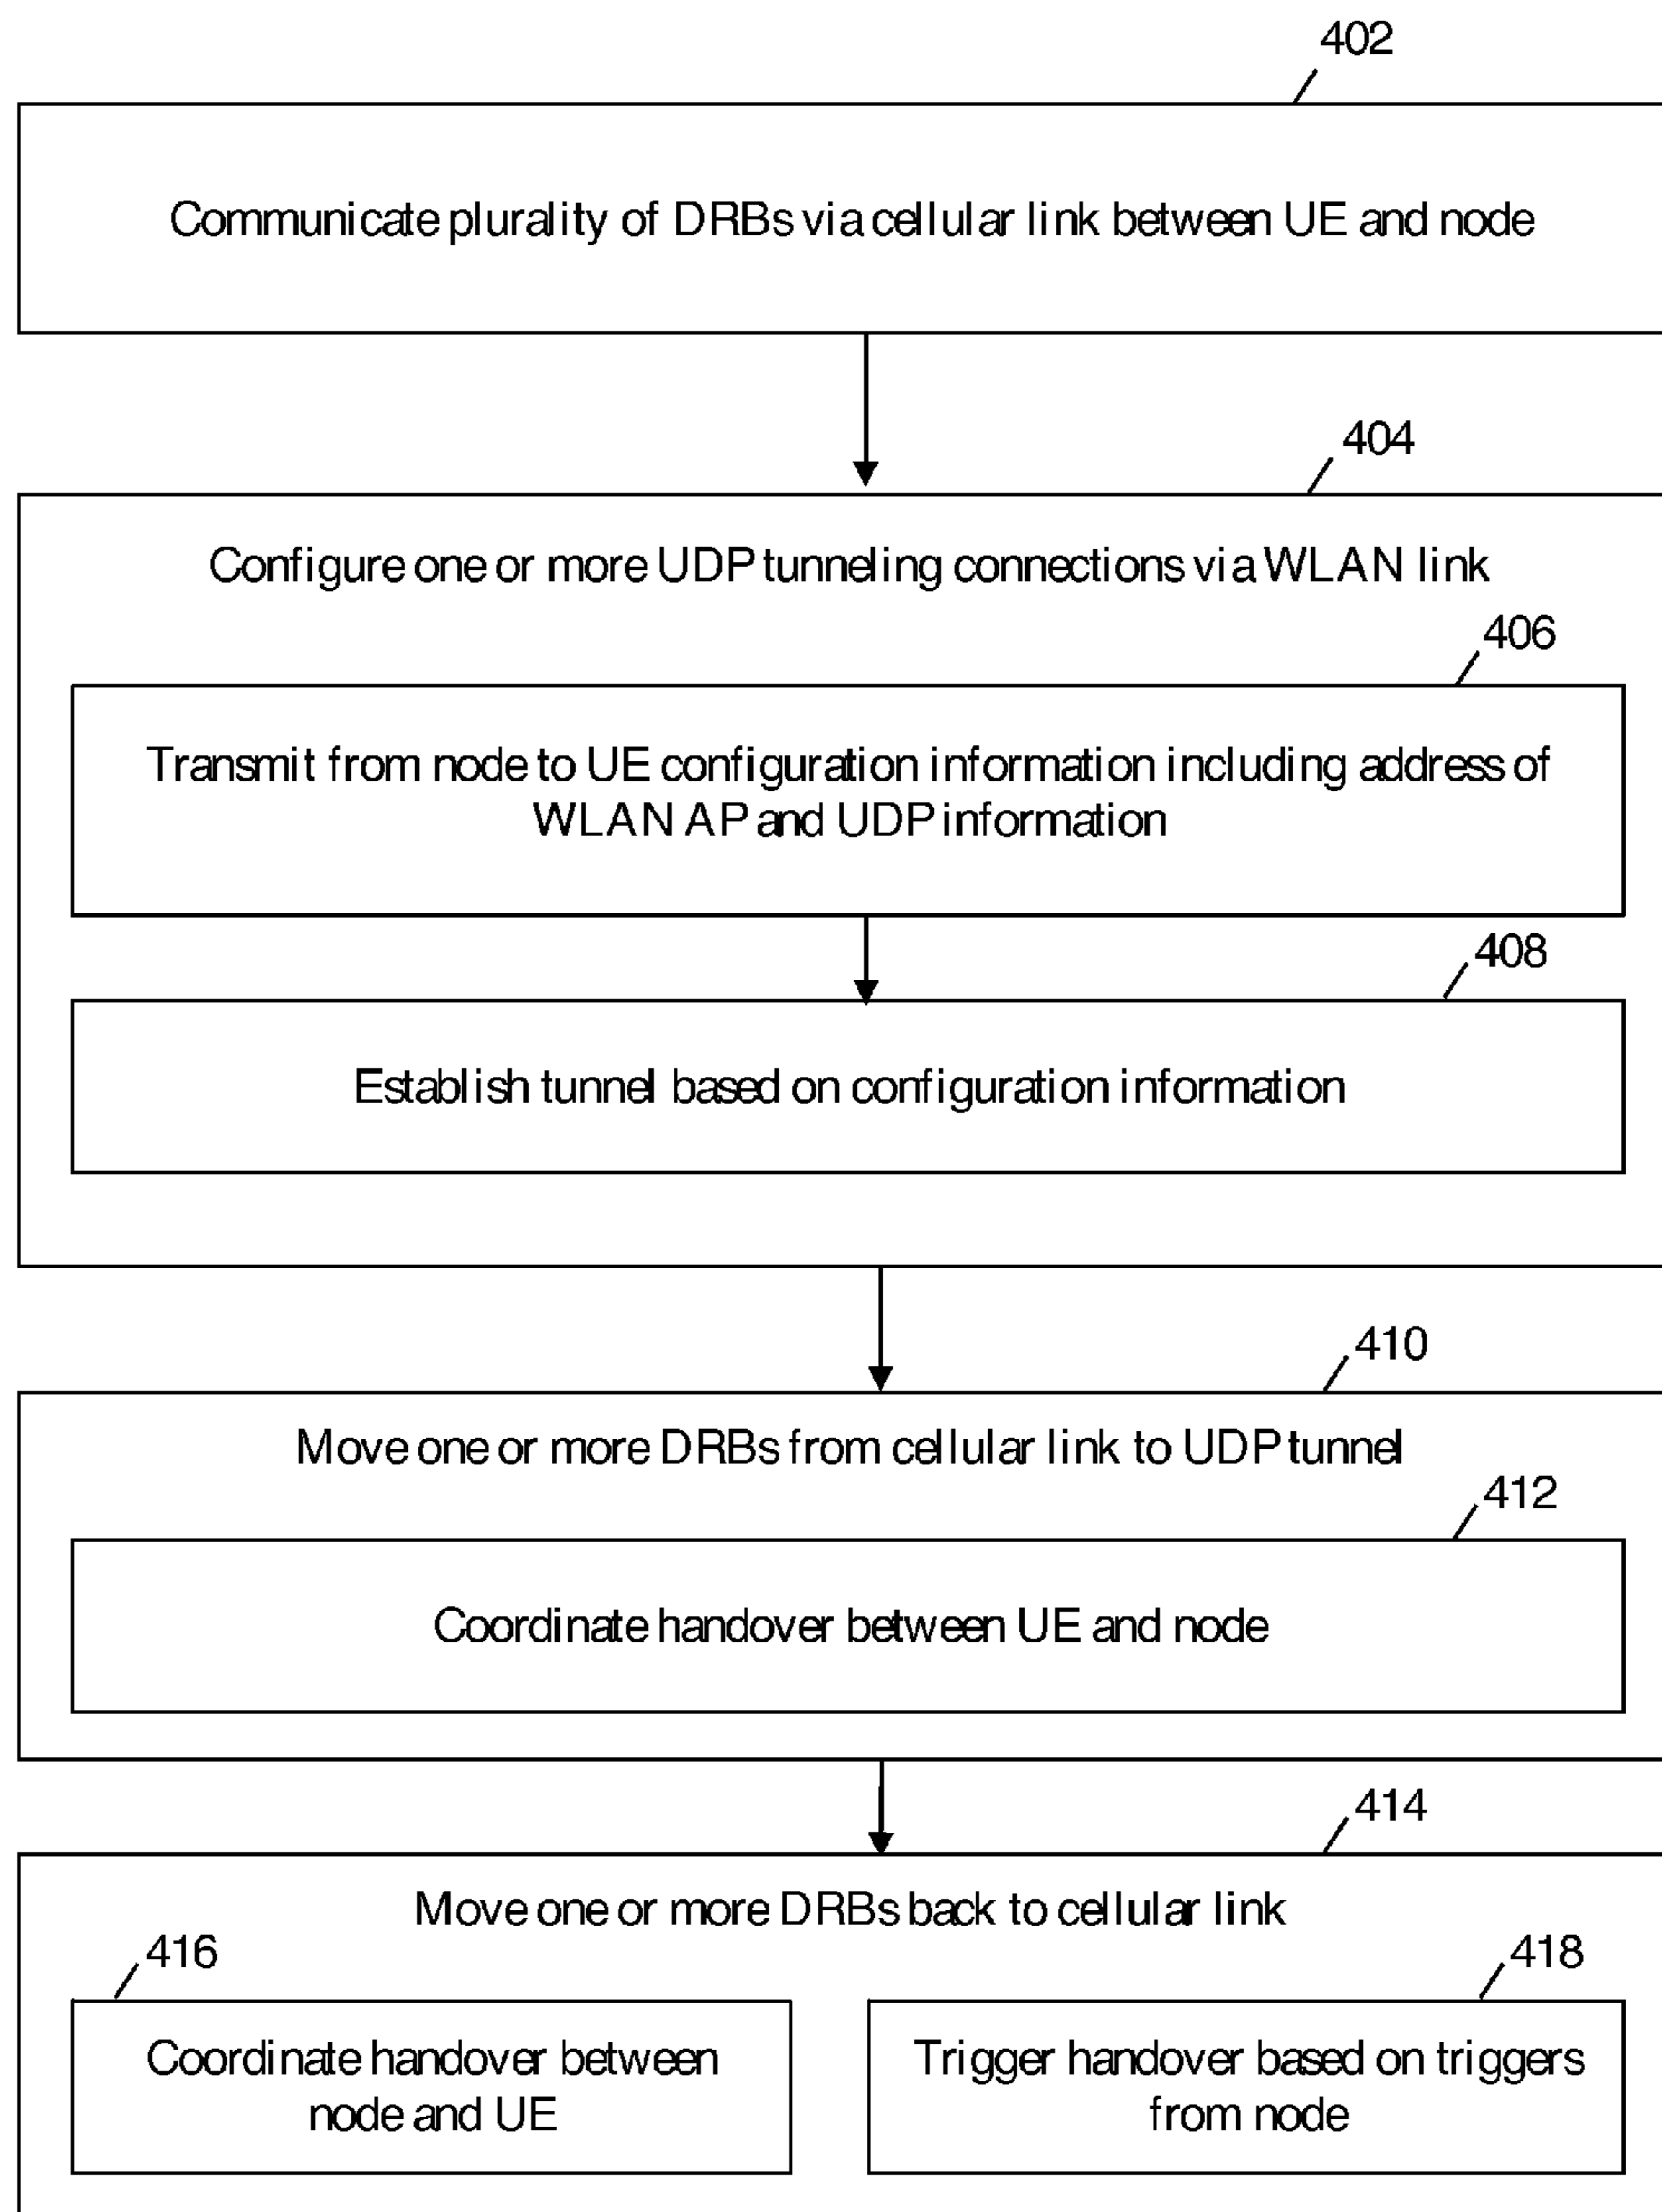 402
Communicate plurality of DRBs via cellular link between UE and node
404
Configure one or more UDP tunneling connections via WLAN link
406
Transmit from node to UE configuration information including address of
WLAN AP and UDP information
408
Establish tunnel based on configuration information
410
Move one or more DRBs from cellular link to UDP tunnel
412
Coordinate handover between UE and node
414
Move one or more DRBs back to cellular link
416
Coordinate handover between
node and UE
418
Trigger handover based on triggers
from node